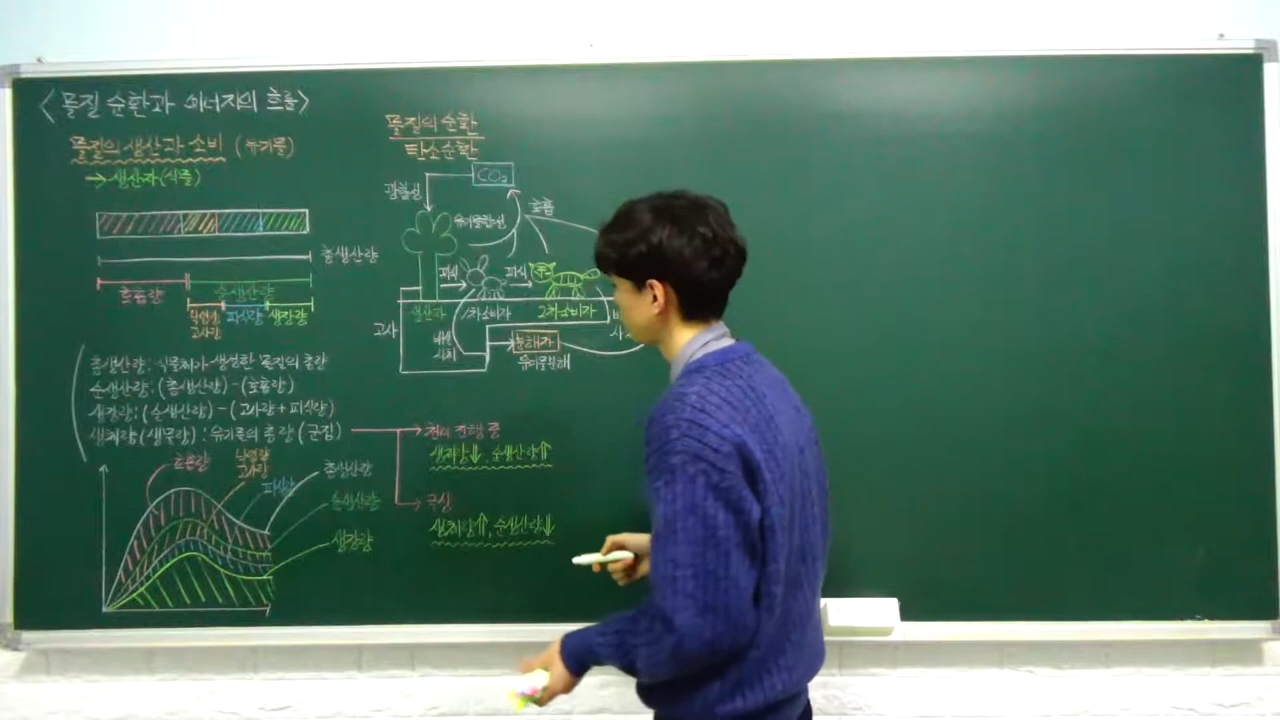 <물질 순환과 에너지의 흐름>
물질의 생산과 소비 (유기물)
→ 생산자(식물)
총생산량
호흡량
순생산량
낙엽량
고사량
피식량
생장량
총생산량: 식물체가 생성한 물질의 총량
순생산량: (총생산량) - (호흡량)
생장량: (순생산량) - (고사량 + 피식량)
생체량(생물량): 유기물의 총량 (군집)
천이 진행 중
생체량⇓, 순생산량⇑
극상
생체량⇑, 순생산량⇓
호흡량
낙엽량
고사량
피식량
총생산량
순생산량
생장량
물질의 순환
탄소순환
CO₂
광합성
유기물합성
호흡
피식
피식
생산자
1차소비자
2차소비자
고사
배설
사체
분해자
유기물분해